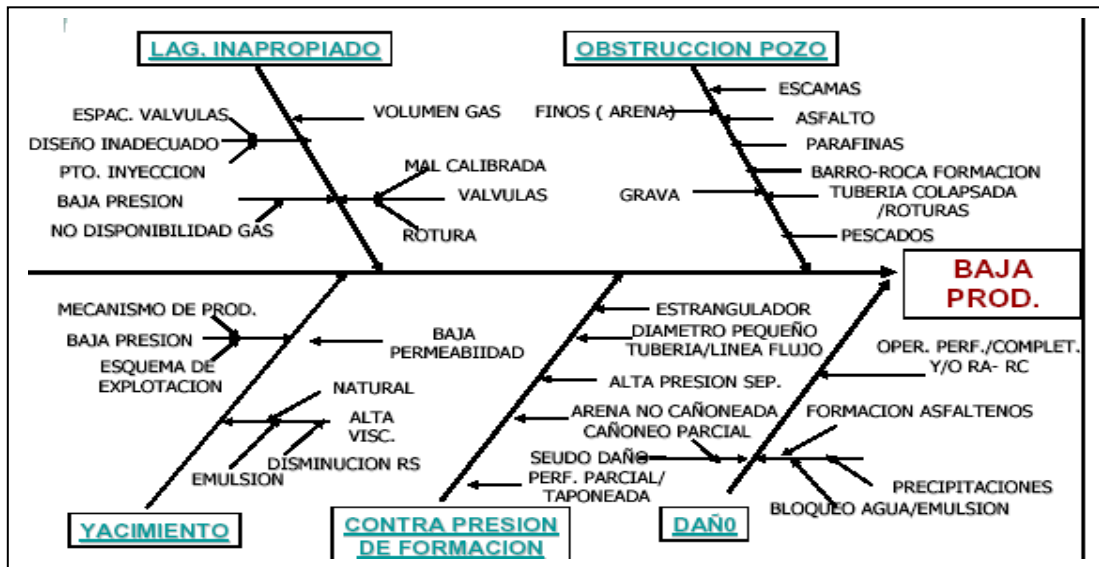 LAG. INAPROPIADO
OBSTRUCCION POZO
ESPAC. VALVULAS
DISEñO INADECUADO
PTO. INYECCION
VOLUMEN GAS
BAJA PRESION
NO DISPONIBILIDAD GAS
MAL CALIBRADA
VALVULAS
ROTURA
ESCAMAS
FINOS ( ARENA)
ASFALTO
PARAFINAS
BARRO-ROCA FORMACION
GRAVA
TUBERIA COLAPSADA
/ROTURAS
PESCADOS
BAJA
PROD.
MECANISMO DE PROD.
BAJA PRESION
ESQUEMA DE
EXPLOTACION
BAJA
PERMEABIIDAD
NATURAL
ALTA
VISC.
DISMINUCION RS
EMULSION
ESTRANGULADOR
DIAMETRO PEQUEÑO
TUBERIA/LINEA FLUJO
ALTA PRESION SEP.
ARENA NO CAÑONEADA
CAÑONEO PARCIAL
SEUDO DAÑO
PERF. PARCIAL/
TAPONEADA
OPER. PERF./COMPLET.
Y/O RA- RC
FORMACION ASFALTENOS
PRECIPITACIONES
BLOQUEO AGUA/EMULSION
YACIMIENTO
CONTRA PRESION
DE FORMACION
DAÑ0